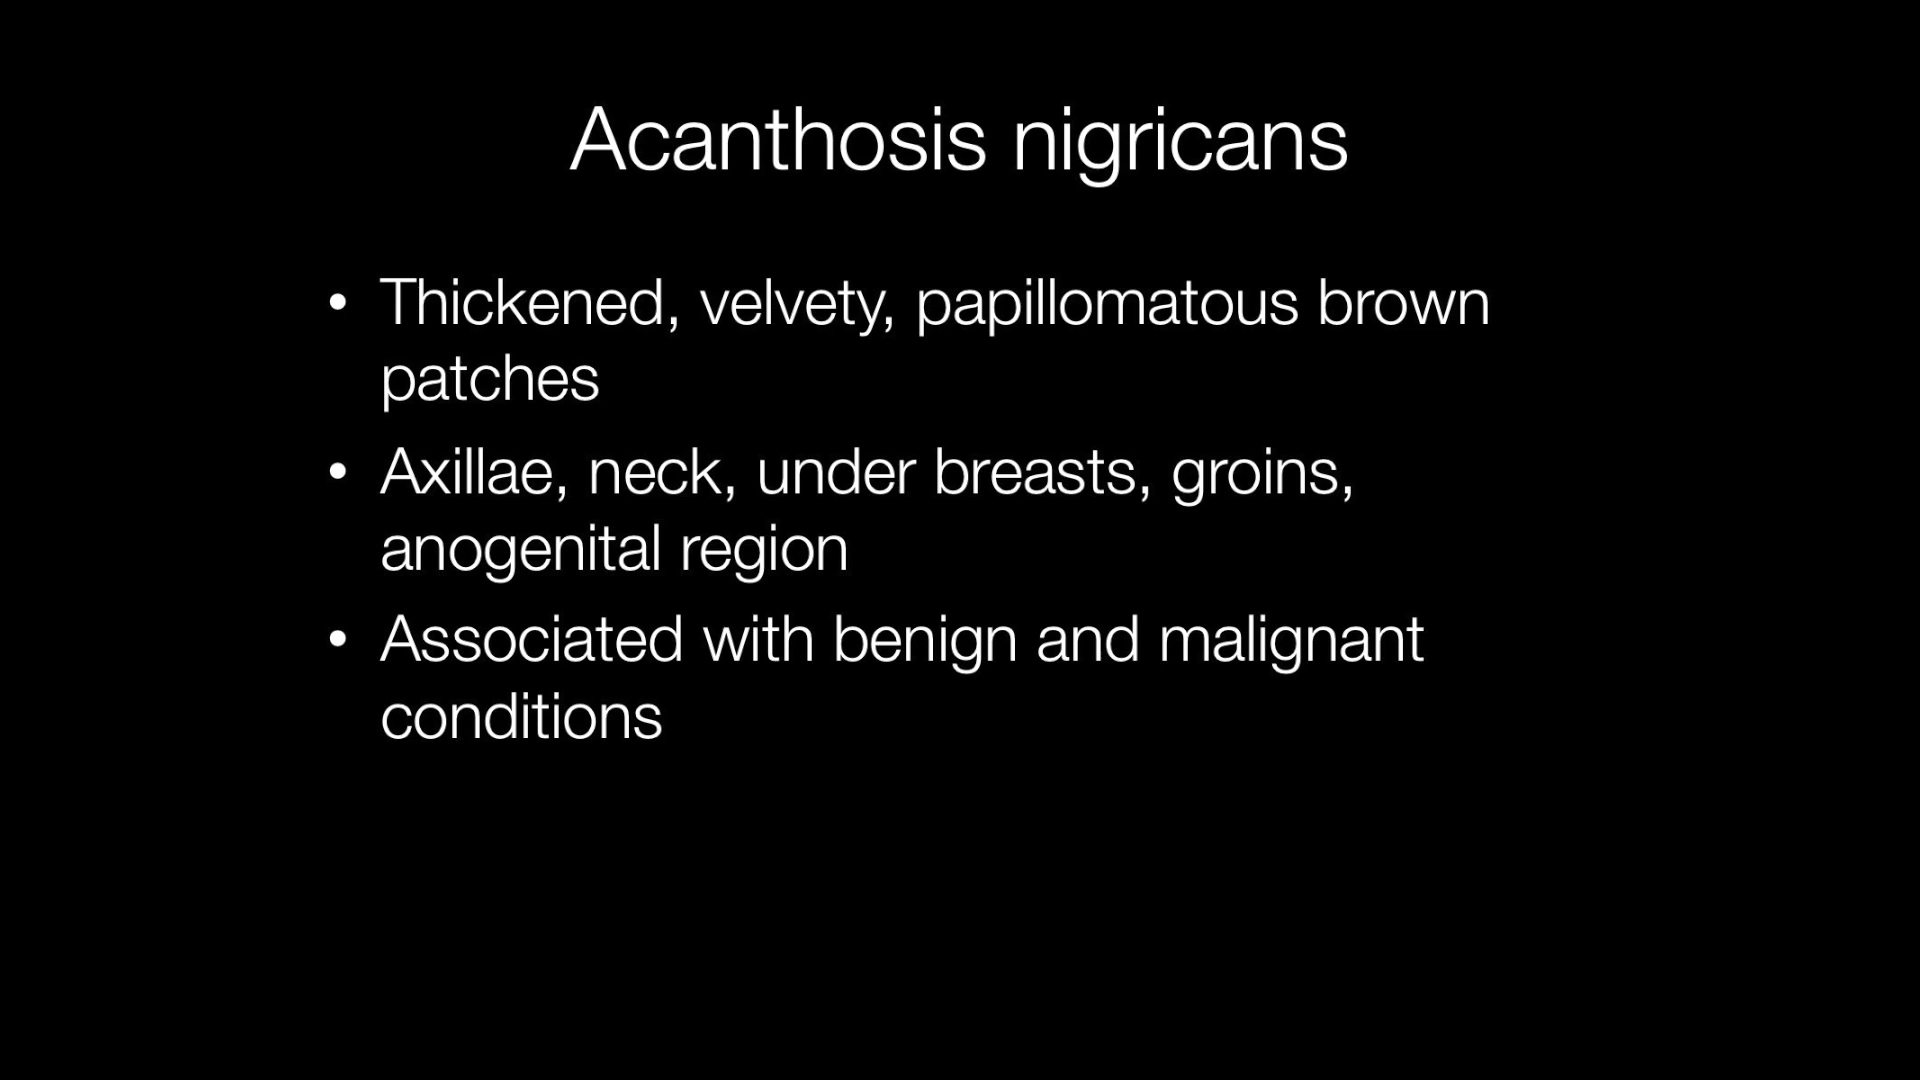 Acanthosis nigricans
• Thickened, velvety, papillomatous brown
patches
• Axillae, neck, under breasts, groins,
anogenital region
• Associated with benign and malignant
conditions